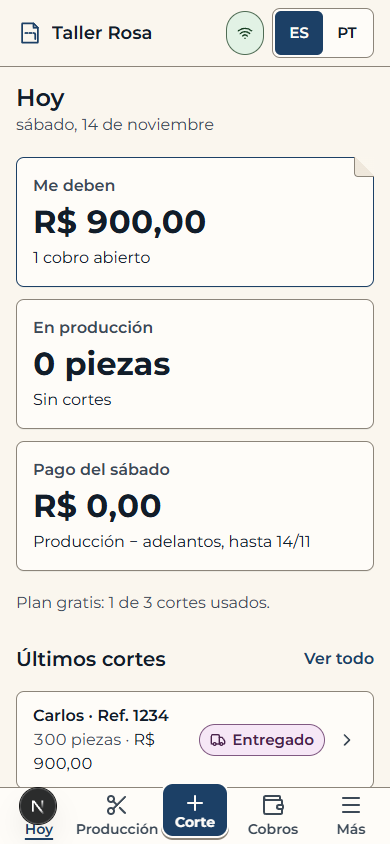 Taller Rosa
ES
PT
Hoy
sábado, 14 de noviembre
Me deben
R$ 900,00
1 cobro abierto
En producción
0 piezas
Sin cortes
Pago del sábado
R$ 0,00
Producción − adelantos, hasta 14/11
Plan gratis: 1 de 3 cortes usados.
Últimos cortes
Ver todo
Carlos · Ref. 1234
300 piezas · R$
900,00
Entregado
N
Hoy
Producción
Corte
Cobros
Más